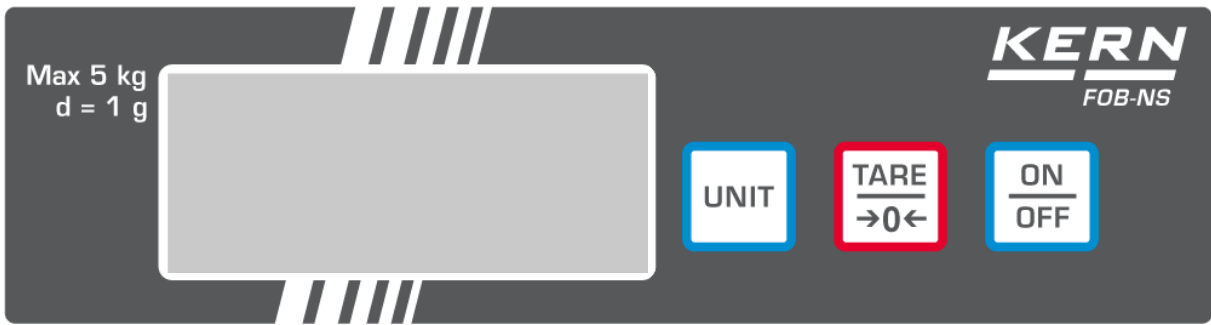 Max 5 kg
d = 1 g
KERN
FOB-NS
UNIT
TARE
→0←
ON
OFF